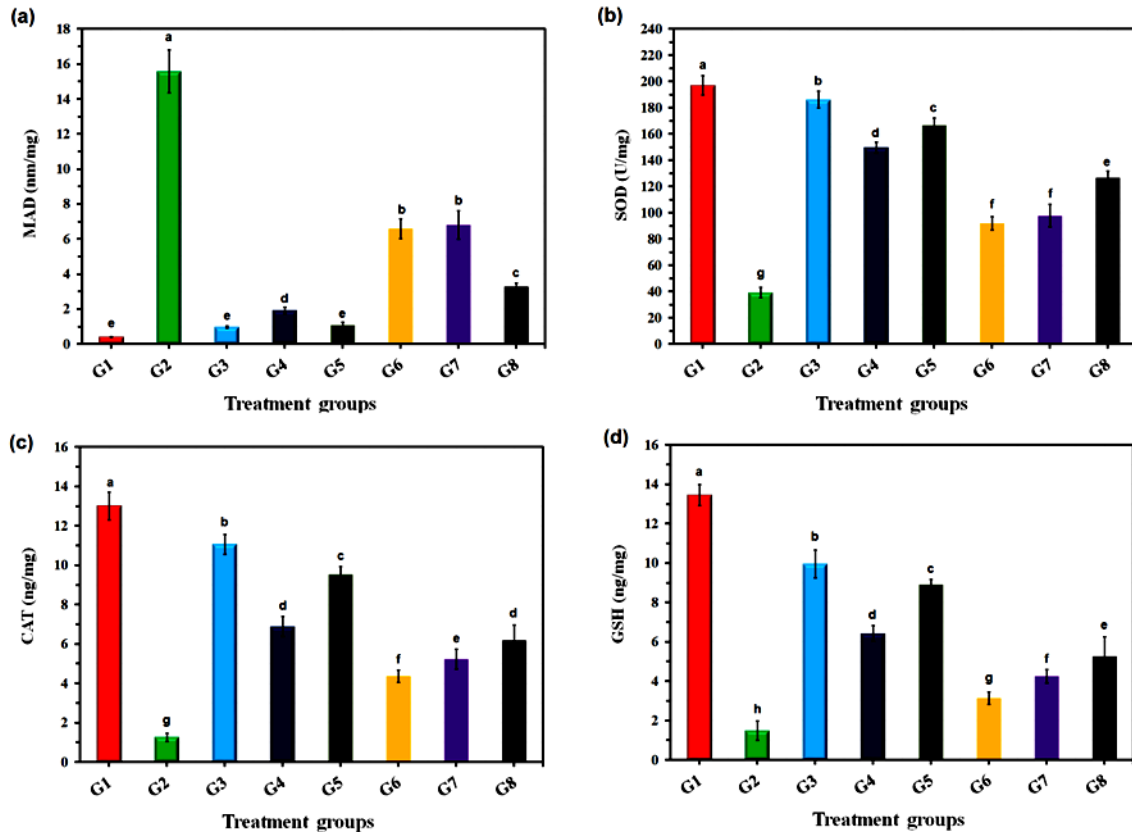 (a)
18
16
14
12
10
8
6
4
2
0
MAD (nm/mg)
a
b
b
c
d
e
e
e
G1 G2 G3 G4 G5 G6 G7 G8
Treatment groups
(b)
240
220
200
180
160
140
120
100
80
60
40
20
0
SOD (U/mg)
a
b
c
d
e
f
f
g
G1 G2 G3 G4 G5 G6 G7 G8
Treatment groups
(c)
16
14
12
10
8
6
4
2
0
CAT (ng/mg)
a
b
c
d
d
e
f
g
G1 G2 G3 G4 G5 G6 G7 G8
Treatment groups
(d)
16
14
12
10
8
6
4
2
0
GSH (ng/mg)
a
b
c
d
e
f
g
h
G1 G2 G3 G4 G5 G6 G7 G8
Treatment groups